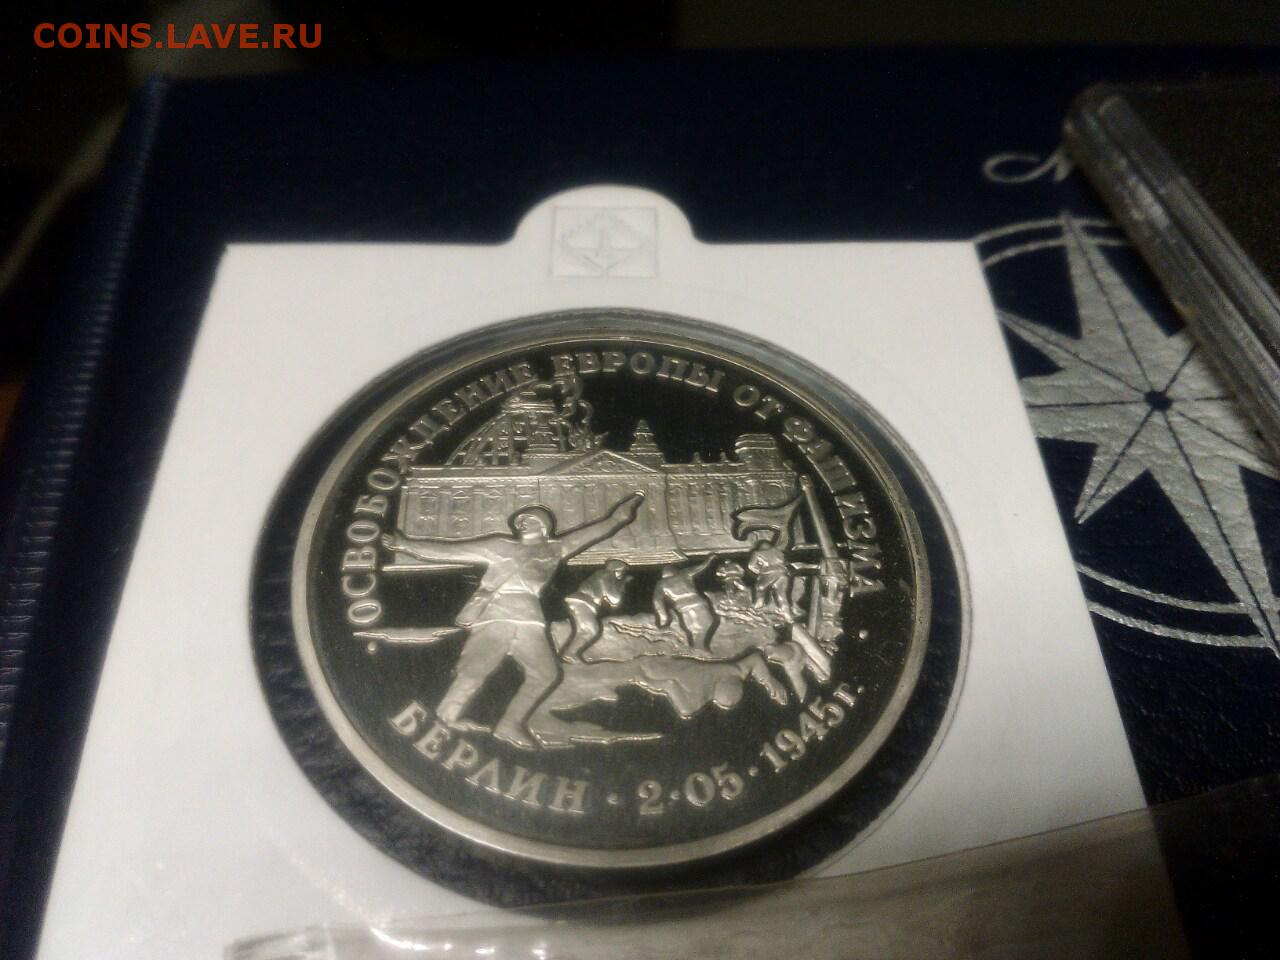 COINS.LAVE.RU
· ОСВОБОЖДЕНИЕ ЕВРОПЫ ОТ ФАШИЗМА ·
БЕРЛИН · 2·05·1945г.